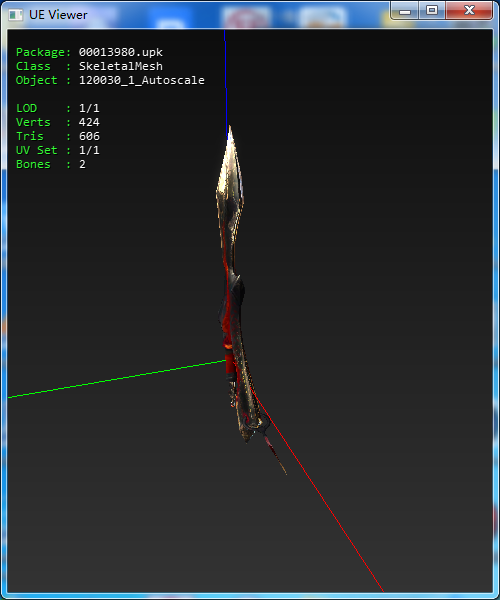 UE Viewer
Package: 00013980.upk
Class : SkeletalMesh
Object : 120030_1_Autoscale
LOD : 1/1
Verts : 424
Tris : 606
UV Set : 1/1
Bones : 2